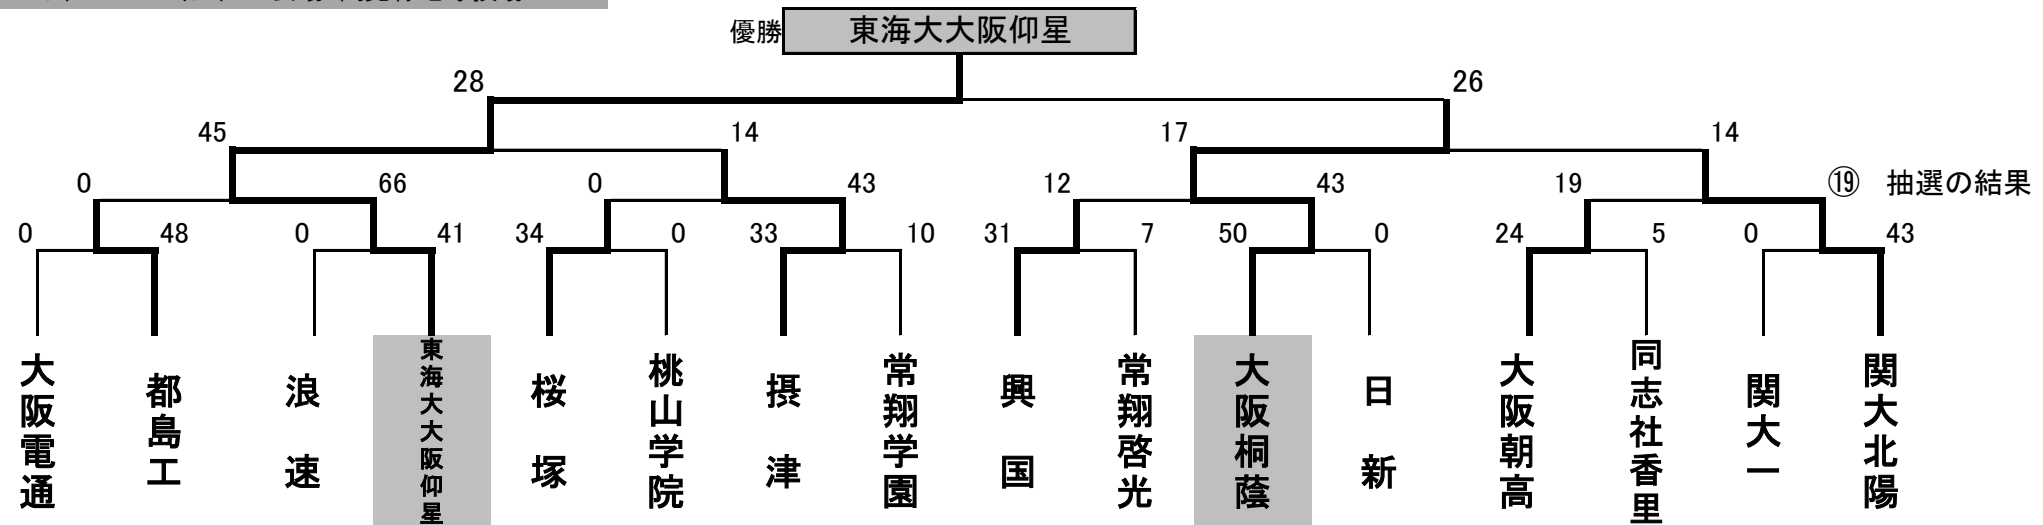 優勝 東海大大阪仰星
28 26
45 14 17 14
0 66 0 43 12 43 19 ⑲ 抽選の結果
0 48 0 41 34 0 33 10 31 7 50 0 24 5 0 43
大阪電通
都島工
浪速
東海大大阪仰星
桜塚
桃山学院
摂津
常翔学園
興国
常翔啓光
大阪桐蔭
日新
大阪朝高
同志社香里
関大一
関大北陽